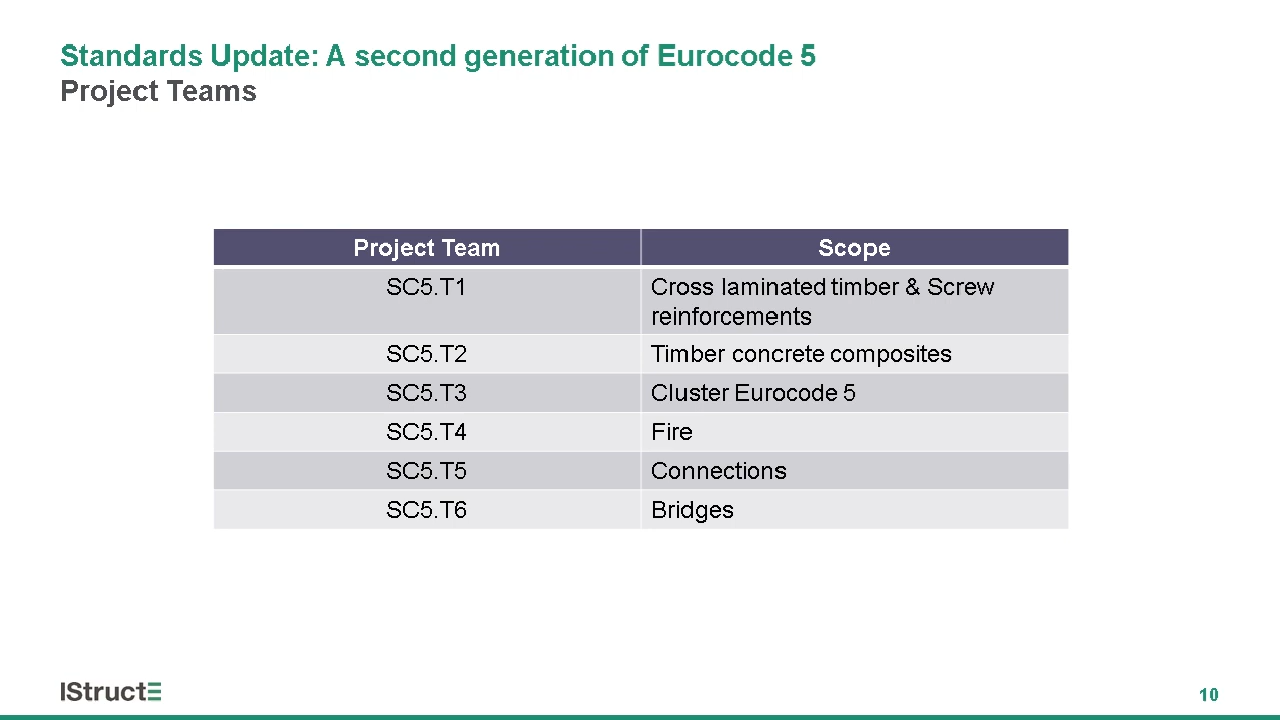 Standards Update: A second generation of Eurocode 5
Project Teams
Project Team Scope
SC5.T1 Cross laminated timber & Screw
reinforcements
SC5.T2 Timber concrete composites
SC5.T3 Cluster Eurocode 5
SC5.T4 Fire
SC5.T5 Connections
SC5.T6 Bridges
IStructE
10